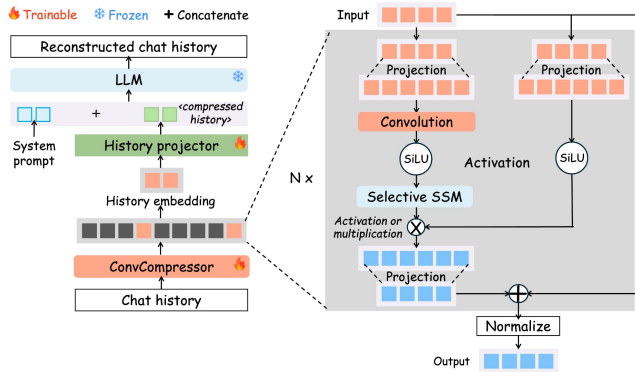 Trainable Frozen + Concatenate
Reconstructed chat history
LLM
+
<compressed
history>
System
prompt
History projector
History embedding
ConvCompressor
Chat history
Input
Projection
Projection
Convolution
SiLU
Activation
SiLU
N x
Selective SSM
Activation or
multiplication
Projection
Normalize
Output